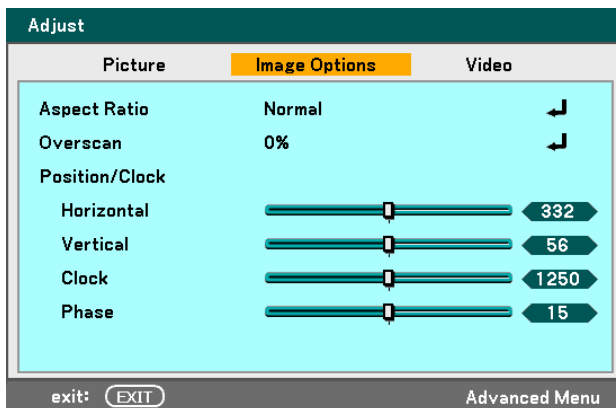 Adjust
Picture Image Options Video
Aspect Ratio Normal
Overscan 0%
Position/Clock
Horizontal 332
Vertical 56
Clock 1250
Phase 15
exit: EXIT Advanced Menu